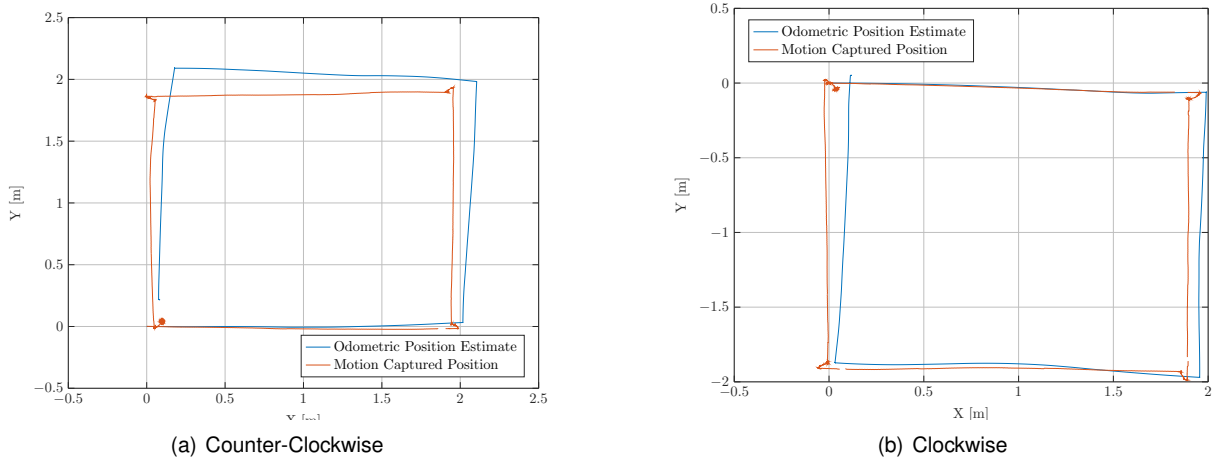 2.5
2
1.5
1
0.5
0
−0.5
Y [m]
−0.5
0
0.5
1
1.5
2
2.5
X [m]
Odometric Position Estimate
Motion Captured Position
(a) Counter-Clockwise
0.5
0
−0.5
−1
−1.5
−2
Y [m]
−0.5
0
0.5
1
1.5
2
X [m]
Odometric Position Estimate
Motion Captured Position
(b) Clockwise